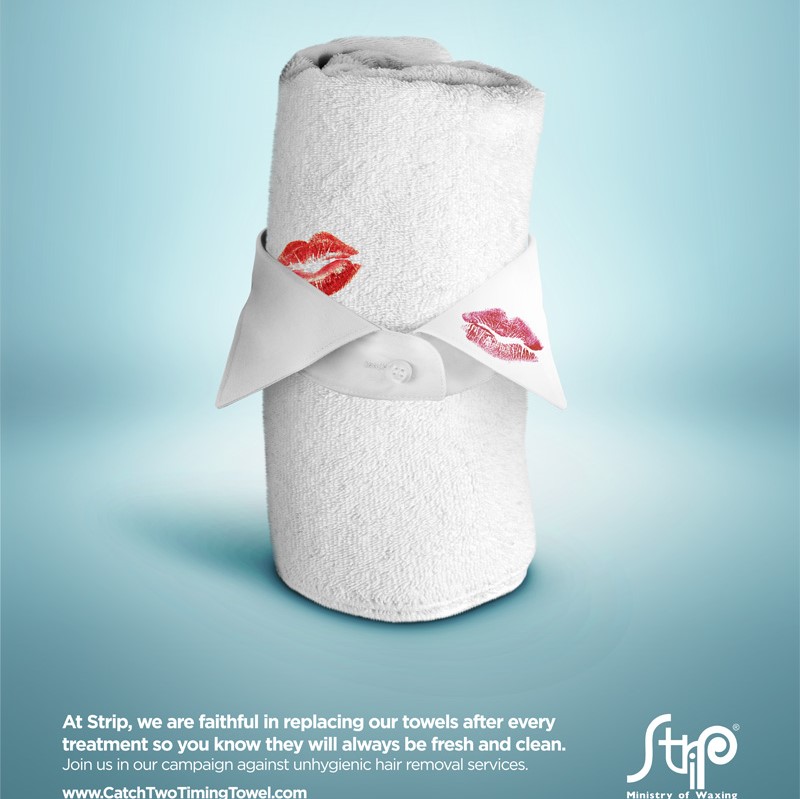 At Strip, we are faithful in replacing our towels after every
treatment so you know they will always be fresh and clean.
Join us in our campaign against unhygienic hair removal services.
www.CatchTwoTimingTowel.com
Strip®
Ministry of Waxing